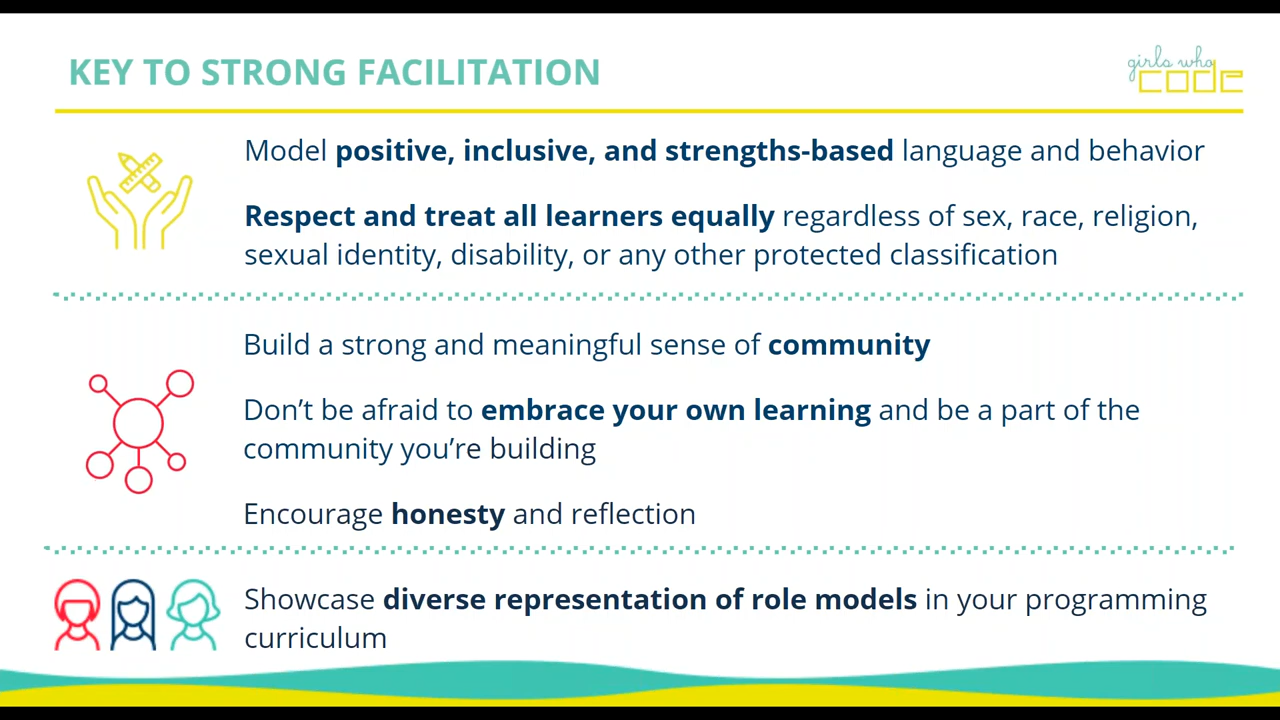 KEY TO STRONG FACILITATION
girls who
code
Model positive, inclusive, and strengths-based language and behavior
Respect and treat all learners equally regardless of sex, race, religion,
sexual identity, disability, or any other protected classification
Build a strong and meaningful sense of community
Don’t be afraid to embrace your own learning and be a part of the
community you’re building
Encourage honesty and reflection
Showcase diverse representation of role models in your programming
curriculum